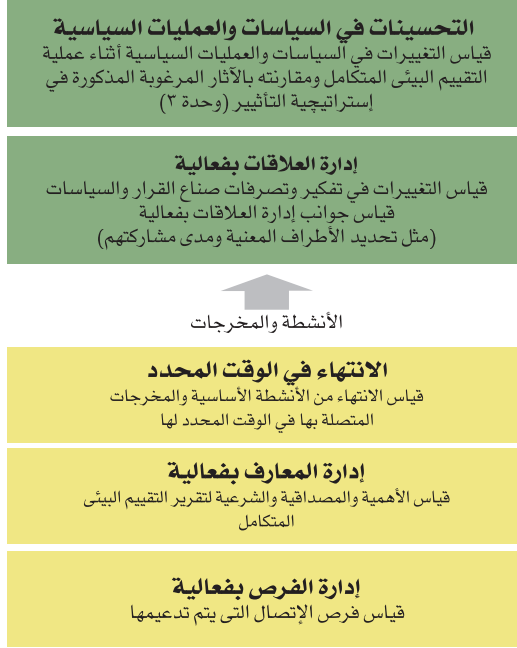 التحسينات في السياسات والعمليات السياسية
قياس التغييرات في السياسات والعمليات السياسية أثناء عملية
التقييم البيئى المتكامل ومقارنته بالآثار المرغوبة المذكورة في
إستراتيجية التأثير (وحدة ٣)
إدارة العلاقات بفعالية
قياس التغييرات في تفكير وتصرفات صناع القرار والسياسات
قياس جوانب إدارة العلاقات بفعالية
(مثل تحديد الأطراف المعنية ومدى مشاركتهم)
الأنشطة والمخرجات
الانتهاء في الوقت المحدد
قياس الانتهاء من الأنشطة الأساسية والمخرجات
المتصلة بها في الوقت المحدد لها
إدارة المعارف بفعالية
قياس الأهمية والمصداقية والشرعية لتقرير التقييم البيئى
المتكامل
إدارة الفرص بفعالية
قياس فرص الإتصال التى يتم تدعيمها